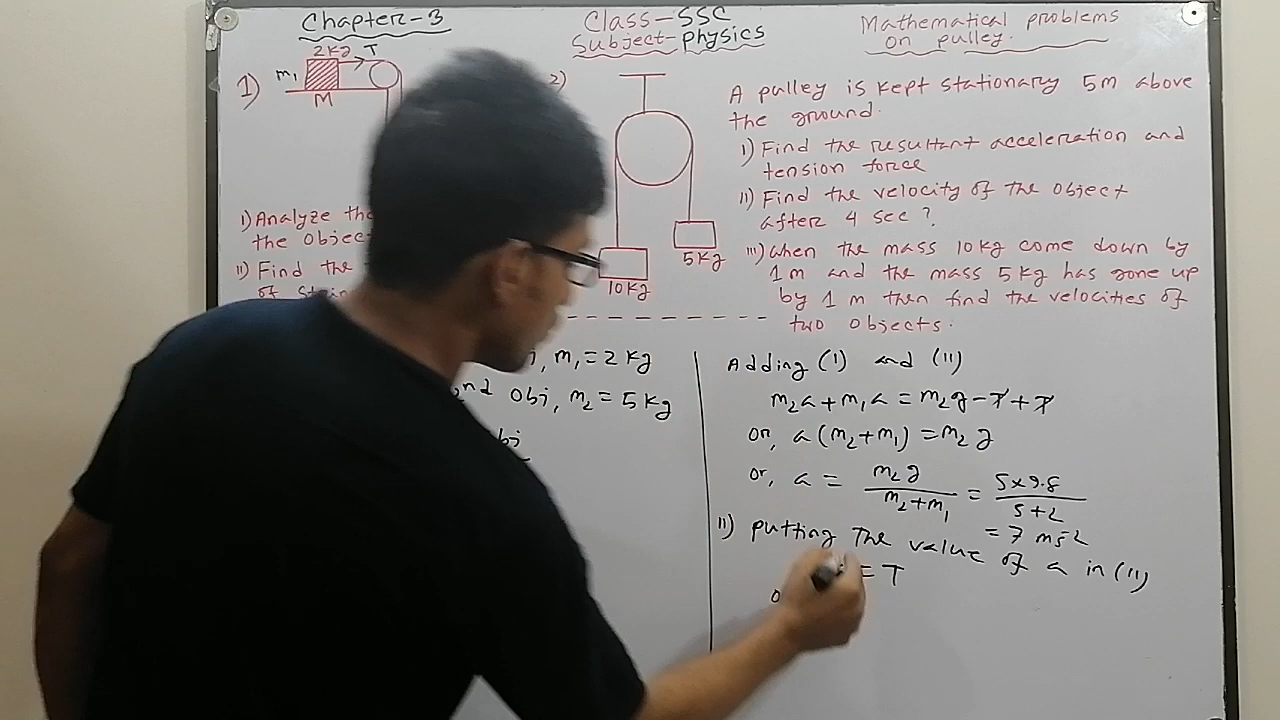 Chapter-3
Class-SSC
Subject-Physics
Mathematical problems
on pulley.
1)
2kg
T
m₁
M
I) Analyze the
the objec
II) Find the
of
2)
10kg
5kg
A pulley is kept stationary 5m above
the ground.
I) Find the resultant acceleration and
tension force
II) Find the velocity of the object
after 4 sec?
III) When the mass 10kg come down by
1m and the mass 5kg has gone up
by 1m then find the velocities of
two objects.
m₁=2kg
2nd obj, m₂=5kg
Adding (I) and (II)
m₂a+m₁a=m₂g-T+T
or, a(m₂+m₁)=m₂g
or, a = m₂g/m₂+m₁ = 5×9.8/5+2
= 7 ms⁻²
II) Putting the value of a in (II)
= T